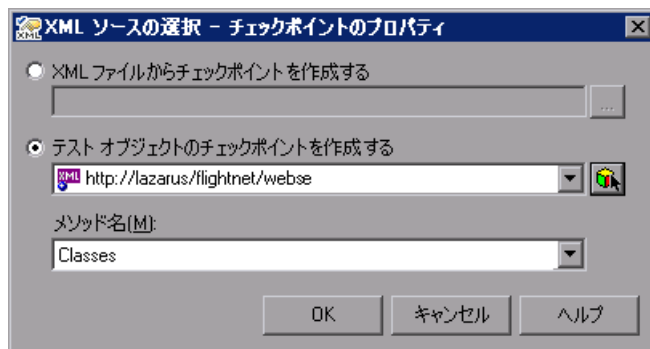 XML ソースの選択 - チェックポイントのプロパティ
XML ファイルからチェックポイントを作成する
...
テスト オブジェクトのチェックポイントを作成する
XML http://lazarus/flightnet/webse
メソッド名(M):
Classes
OK キャンセル ヘルプ